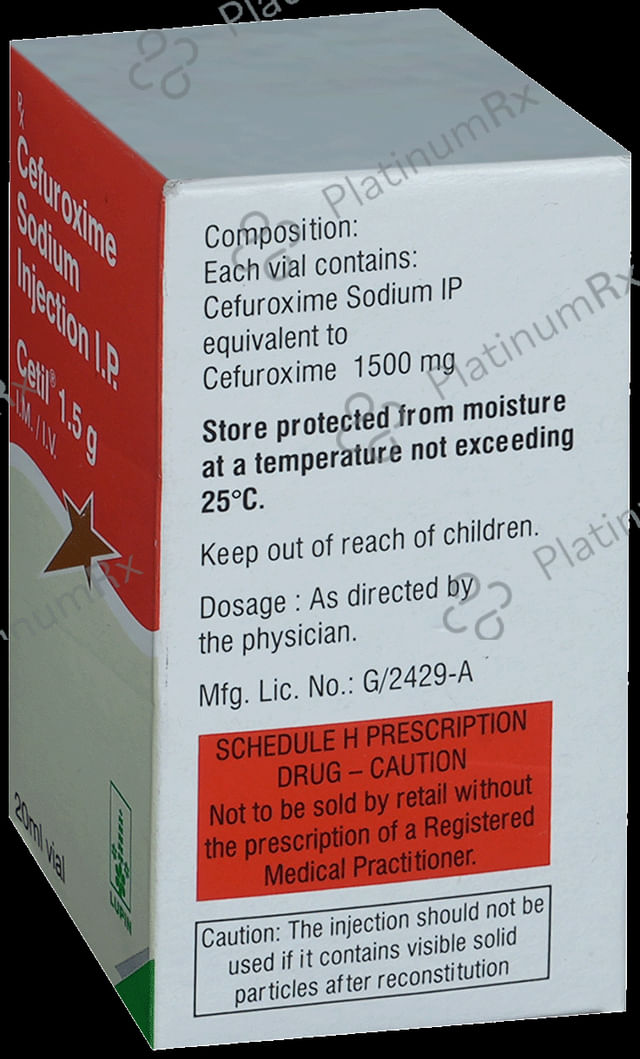 Rx
Cefuroxime
Sodium
Injection I.P.
Cetil® 1.5 g
I.M. / I.V.
20ml vial
LUPIN
Composition:
Each vial contains:
Cefuroxime Sodium IP
equivalent to
Cefuroxime 1500 mg
Store protected from moisture
at a temperature not exceeding
25°C.
Keep out of reach of children.
Dosage : As directed by
the physician.
Mfg. Lic. No.: G/2429-A
SCHEDULE H PRESCRIPTION
DRUG – CAUTION
Not to be sold by retail without
the prescription of a Registered
Medical Practitioner.
Caution: The injection should not be
used if it contains visible solid
particles after reconstitution
PlatinumRx
PlatinumRx